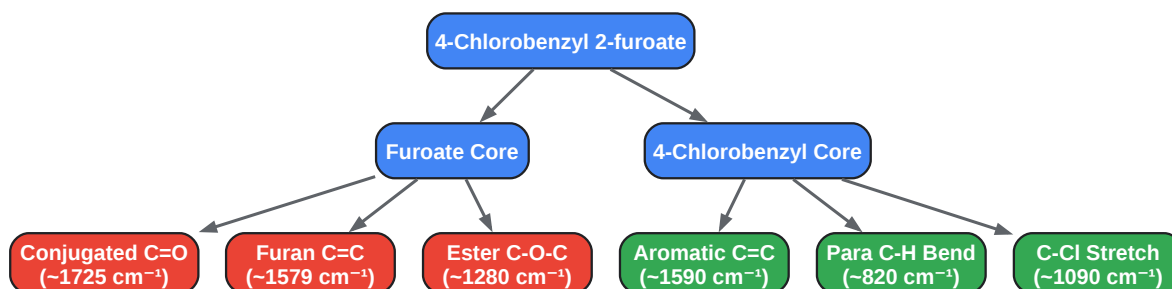 4-Chlorobenzyl 2-furoate
Furoate Core
4-Chlorobenzyl Core
Conjugated C=O
(~1725 cm⁻¹)
Furan C=C
(~1579 cm⁻¹)
Ester C-O-C
(~1280 cm⁻¹)
Aromatic C=C
(~1590 cm⁻¹)
Para C-H Bend
(~820 cm⁻¹)
C-Cl Stretch
(~1090 cm⁻¹)